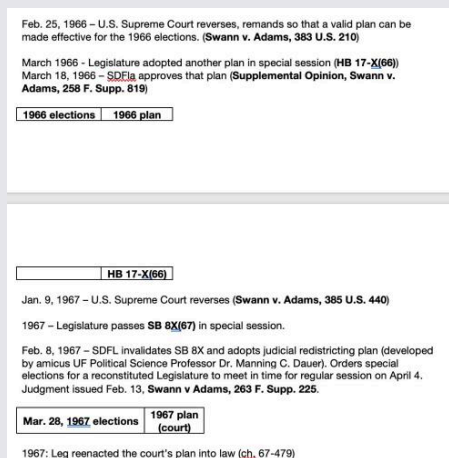 Feb. 25, 1966 – U.S. Supreme Court reverses, remands so that a valid plan can be
made effective for the 1966 elections. (Swann v. Adams, 383 U.S. 210)
March 1966 - Legislature adopted another plan in special session (HB 17-X(66))
March 18, 1966 – SDFla approves that plan (Supplemental Opinion, Swann v.
Adams, 258 F. Supp. 819)
1966 elections 1966 plan
HB 17-X(66)
Jan. 9, 1967 – U.S. Supreme Court reverses (Swann v. Adams, 385 U.S. 440)
1967 – Legislature passes SB 8X(67) in special session.
Feb. 8, 1967 – SDFL invalidates SB 8X and adopts judicial redistricting plan (developed
by amicus UF Political Science Professor Dr. Manning C. Dauer). Orders special
elections for a reconstituted Legislature to meet in time for regular session on April 4.
Judgment issued Feb. 13, Swann v Adams, 263 F. Supp. 225.
Mar. 28, 1967 elections 1967 plan
(court)
1967: Leg reenacted the court's plan into law (ch. 67-479)